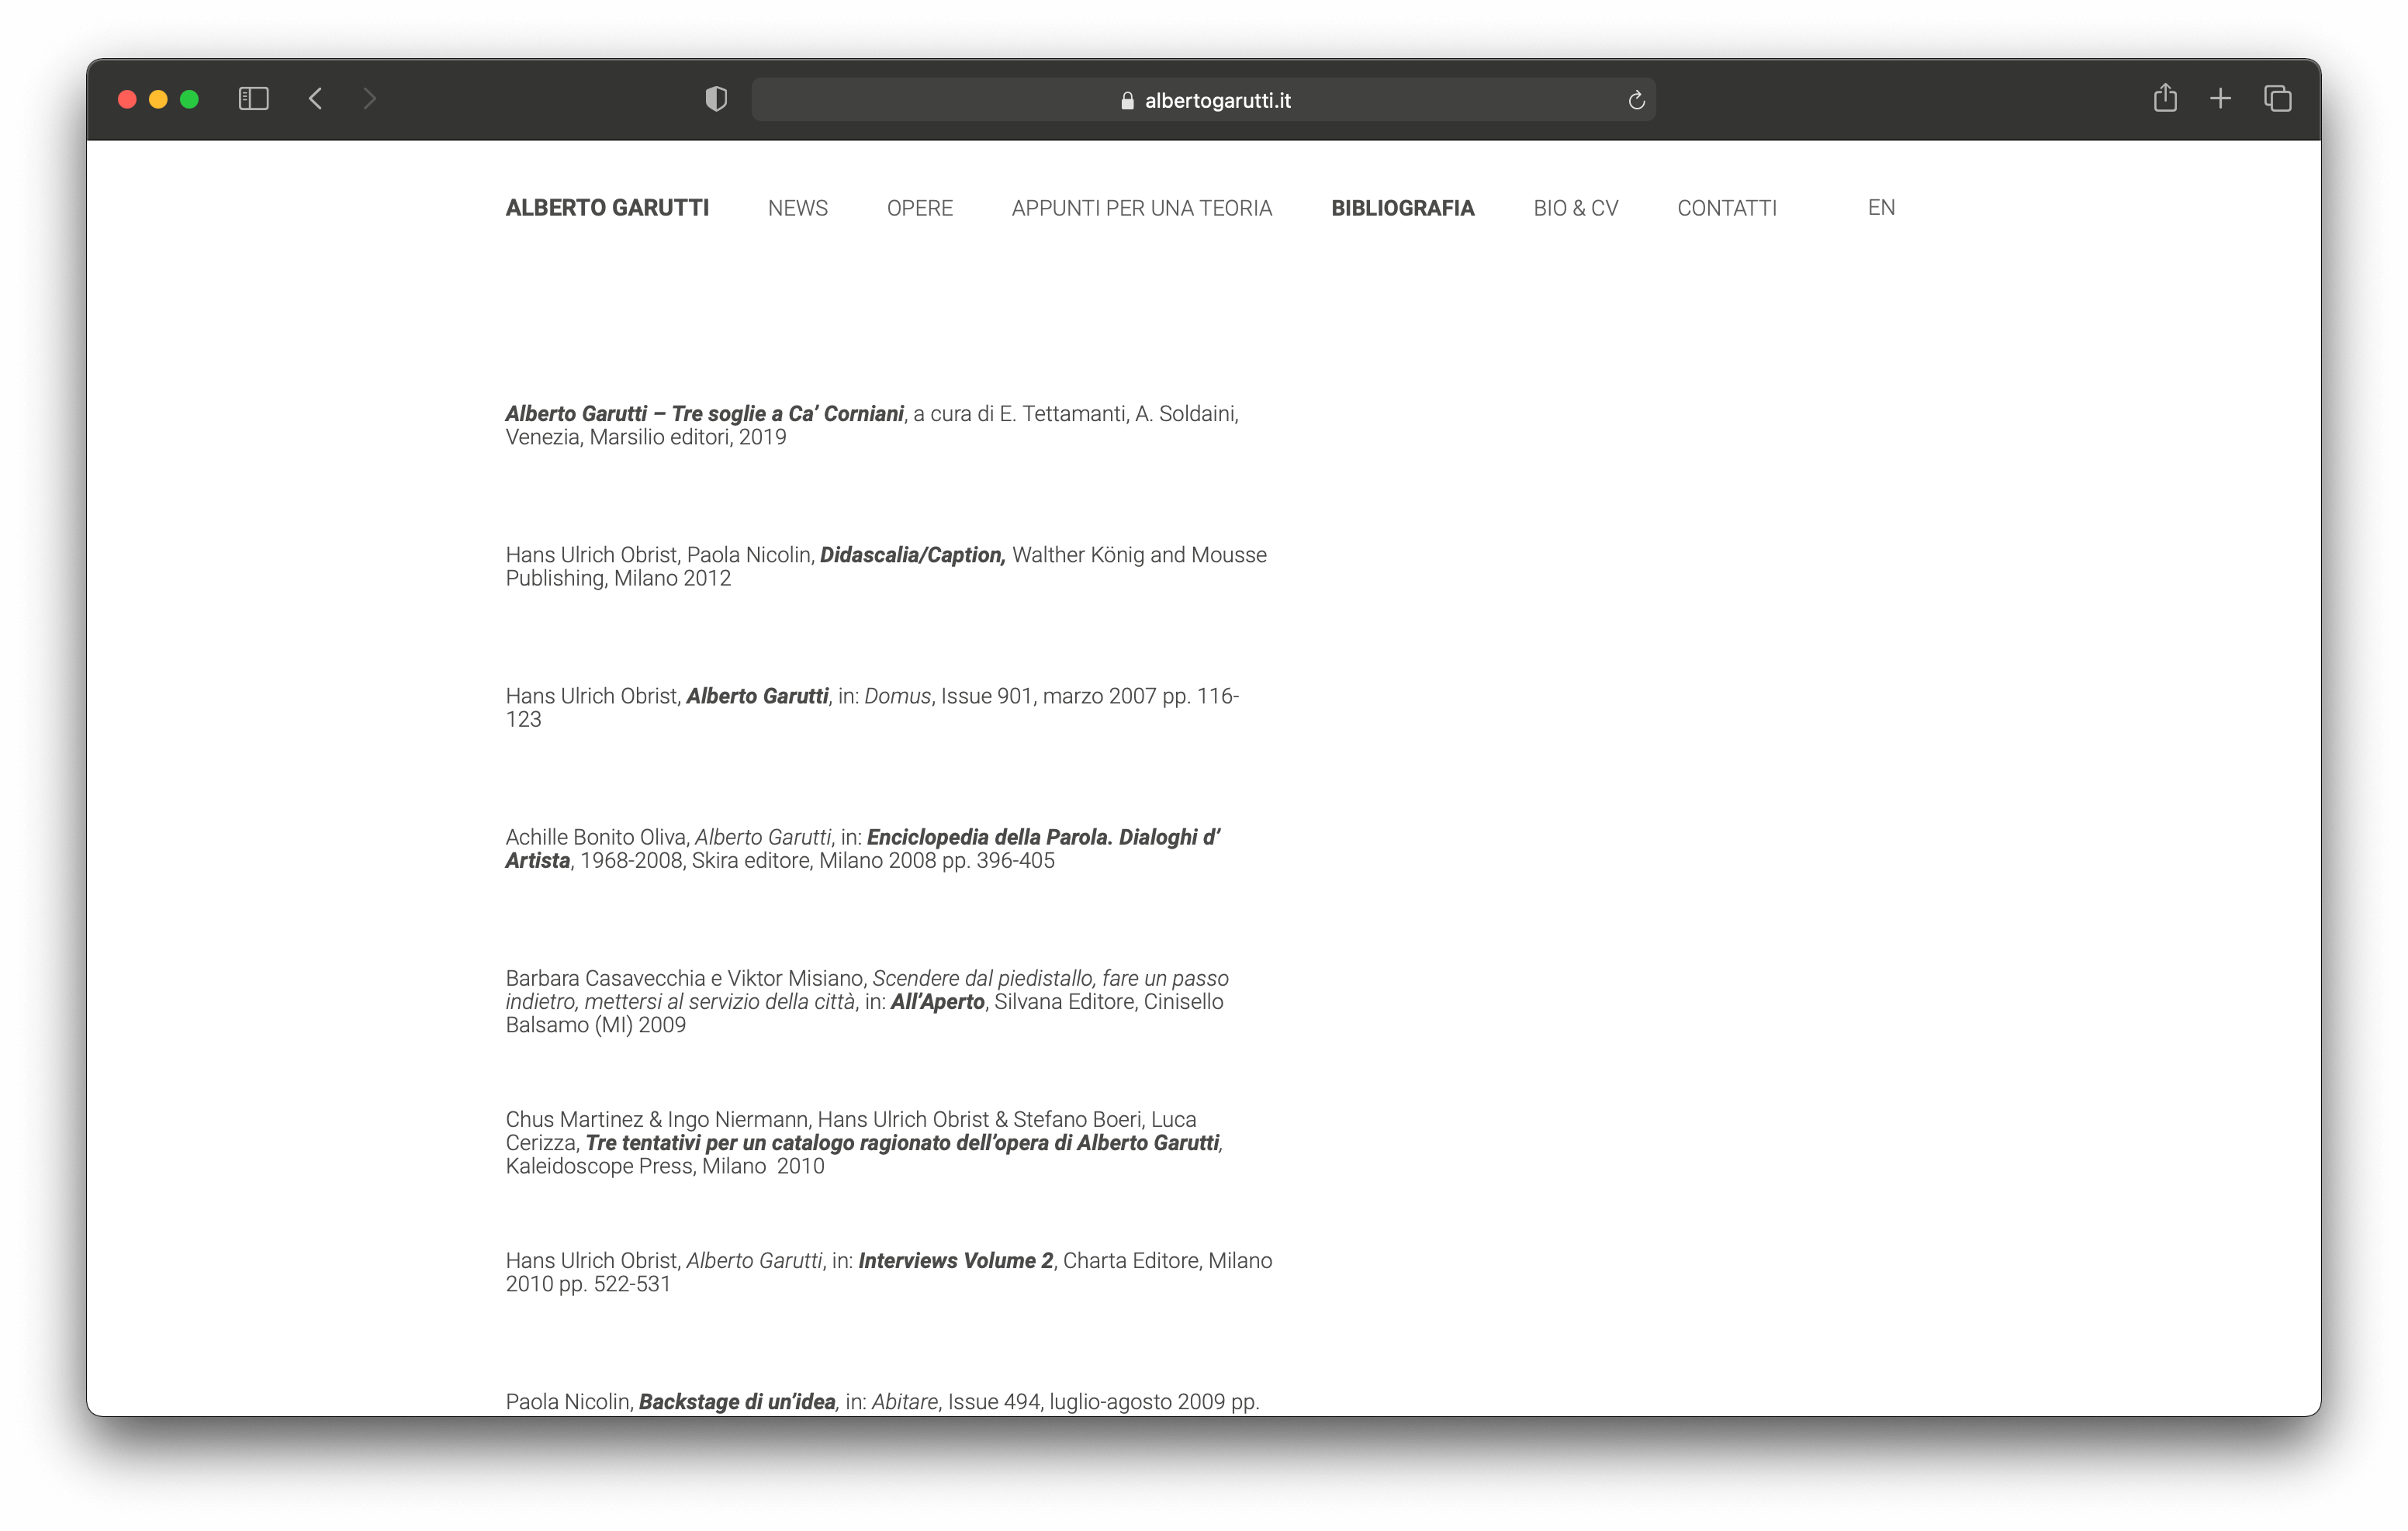 albertogarutti.it
ALBERTO GARUTTI NEWS OPERE APPUNTI PER UNA TEORIA BIBLIOGRAFIA BIO & CV CONTATTI EN
Alberto Garutti – Tre soglie a Ca’ Corniani, a cura di E. Tettamanti, A. Soldaini,
Venezia, Marsilio editori, 2019
Hans Ulrich Obrist, Paola Nicolin, Didascalia/Caption, Walther König and Mousse
Publishing, Milano 2012
Hans Ulrich Obrist, Alberto Garutti, in: Domus, Issue 901, marzo 2007 pp. 116-
123
Achille Bonito Oliva, Alberto Garutti, in: Enciclopedia della Parola. Dialoghi d’
Artista, 1968-2008, Skira editore, Milano 2008 pp. 396-405
Barbara Casavecchia e Viktor Misiano, Scendere dal piedistallo, fare un passo
indietro, mettersi al servizio della città, in: All’Aperto, Silvana Editore, Cinisello
Balsamo (MI) 2009
Chus Martinez & Ingo Niermann, Hans Ulrich Obrist & Stefano Boeri, Luca
Cerizza, Tre tentativi per un catalogo ragionato dell’opera di Alberto Garutti,
Kaleidoscope Press, Milano  2010
Hans Ulrich Obrist, Alberto Garutti, in: Interviews Volume 2, Charta Editore, Milano
2010 pp. 522-531
Paola Nicolin, Backstage di un’idea, in: Abitare, Issue 494, luglio-agosto 2009 pp.